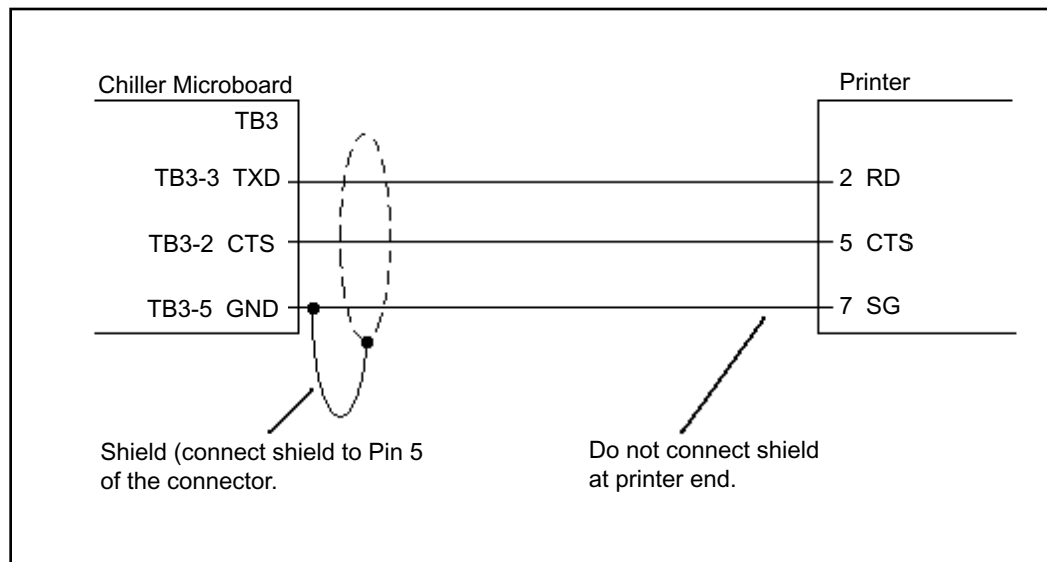 Chiller Microboard
Printer
TB3
TB3-3 TXD
2 RD
TB3-2 CTS
5 CTS
TB3-5 GND
7 SG
Shield (connect shield to Pin 5
of the connector.
Do not connect shield
at printer end.